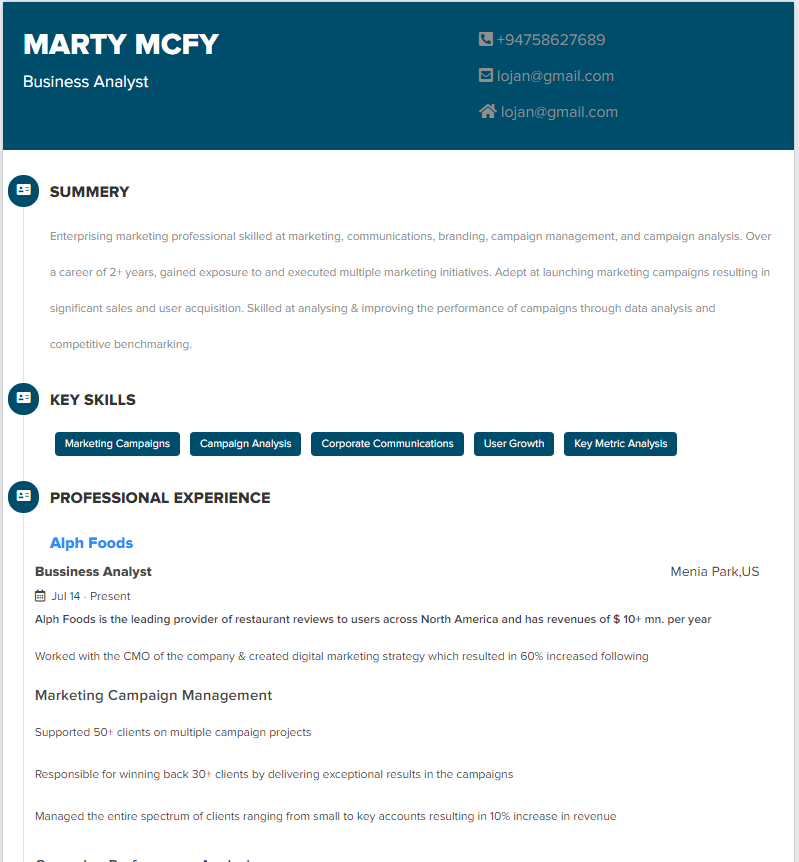 MARTY MCFY
Business Analyst
+94758627689
lojan@gmail.com
lojan@gmail.com
SUMMERY
Enterprising marketing professional skilled at marketing, communications, branding, campaign management, and campaign analysis. Over
a career of 2+ years, gained exposure to and executed multiple marketing initiatives. Adept at launching marketing campaigns resulting in
significant sales and user acquisition. Skilled at analysing & improving the performance of campaigns through data analysis and
competitive benchmarking.
KEY SKILLS
Marketing Campaigns Campaign Analysis Corporate Communications User Growth Key Metric Analysis
PROFESSIONAL EXPERIENCE
Alph Foods
Bussiness Analyst Menia Park,US
Jul 14 - Present
Alph Foods is the leading provider of restaurant reviews to users across North America and has revenues of $ 10+ mn. per year
Worked with the CMO of the company & created digital marketing strategy which resulted in 60% increased following
Marketing Campaign Management
Supported 50+ clients on multiple campaign projects
Responsible for winning back 30+ clients by delivering exceptional results in the campaigns
Managed the entire spectrum of clients ranging from small to key accounts resulting in 10% increase in revenue